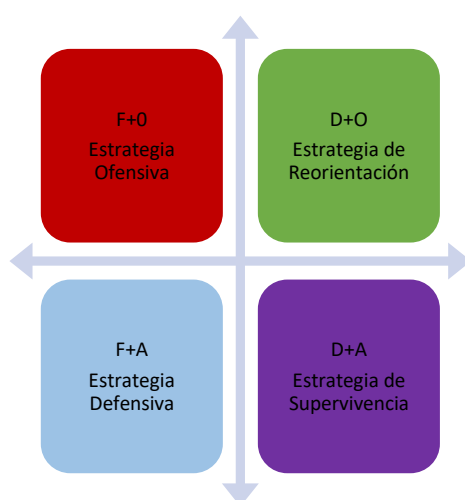 F+0
Estrategia
Ofensiva
D+O
Estrategia de
Reorientación
F+A
Estrategia
Defensiva
D+A
Estrategia de
Supervivencia